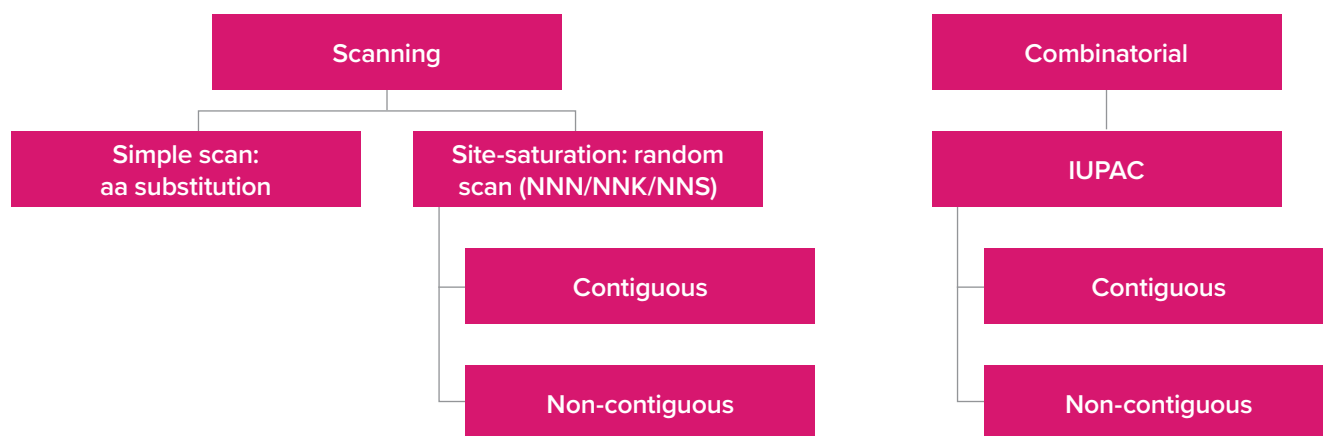 Scanning
Combinatorial
Simple scan:
aa substitution
Site-saturation: random
scan (NNN/NNK/NNS)
IUPAC
Contiguous
Contiguous
Non-contiguous
Non-contiguous